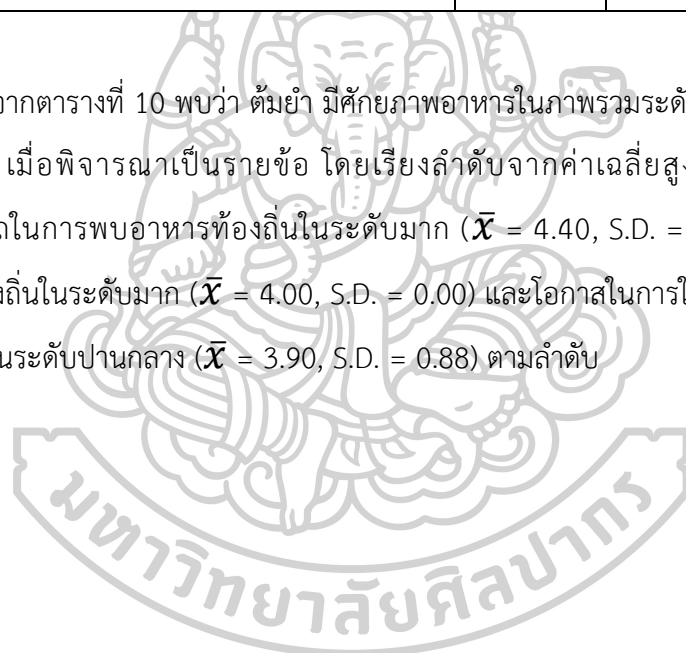 จากตารางที่ 10 พบว่า ต้มยำ มีศักยภาพอาหารในภาพรวมระดั
เมื่อพิจารณาเป็นรายข้อ โดยเรียงลำดับจากค่าเฉลี่ยสูง
ในการพบอาหารท้องถิ่นในระดับมาก (x̄ = 4.40, S.D. =
งถิ่นในระดับมาก (x̄ = 4.00, S.D. = 0.00) และโอกาสในการใ
นระดับปานกลาง (x̄ = 3.90, S.D. = 0.88) ตามลำดับ
มหาวิทยาลัยศิลปากร